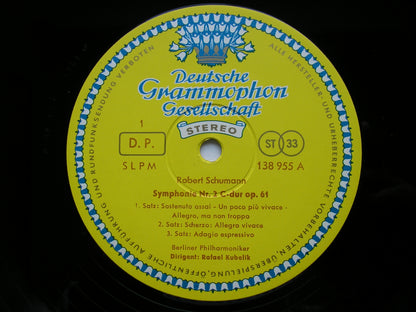 Deutsche
Grammophon
Gesellschaft
STEREO
1
D. P.
ST 33
SLPM
138 955 A
Robert Schumann
Symphonie Nr. 2 C-dur op. 61
1. Satz: Sostenuto assai - Un poco più vivace -
Allegro, ma non troppo
2. Satz: Scherzo: Allegro vivace
3. Satz: Adagio espressivo
Berliner Philharmoniker
Dirigent: Rafael Kubelik
ALLE HERSTELLER- UND URHEBERRECHTE VORBEHALTEN, ÜBERSPIELUNG, ÖFFENTLICHE AUFFÜHRUNG UND RUNDFUNKSENDUNG VERBOTEN